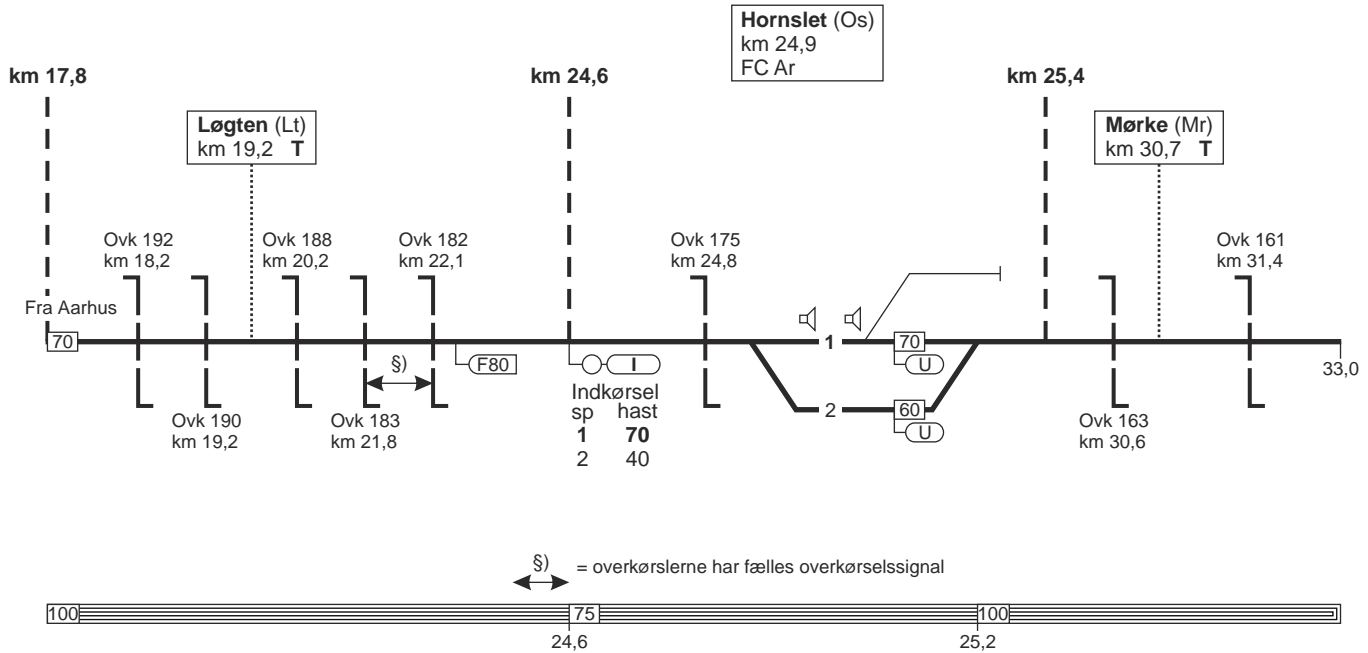 Hornslet (Os)
km 24,9
FC Ar
km 17,8
km 24,6
km 25,4
Løgten (Lt)
km 19,2 T
Mørke (Mr)
km 30,7 T
Ovk 192
km 18,2
Ovk 188
km 20,2
Ovk 182
km 22,1
Ovk 175
km 24,8
Ovk 161
km 31,4
Fra Aarhus
70
1
70
§)
F80
I
U
33,0
Indkørsel
sp hast
1 70
2 40
2
60
U
Ovk 190
km 19,2
Ovk 183
km 21,8
Ovk 163
km 30,6
§) = overkørslerne har fælles overkørselssignal
100
75
100
24,6
25,2